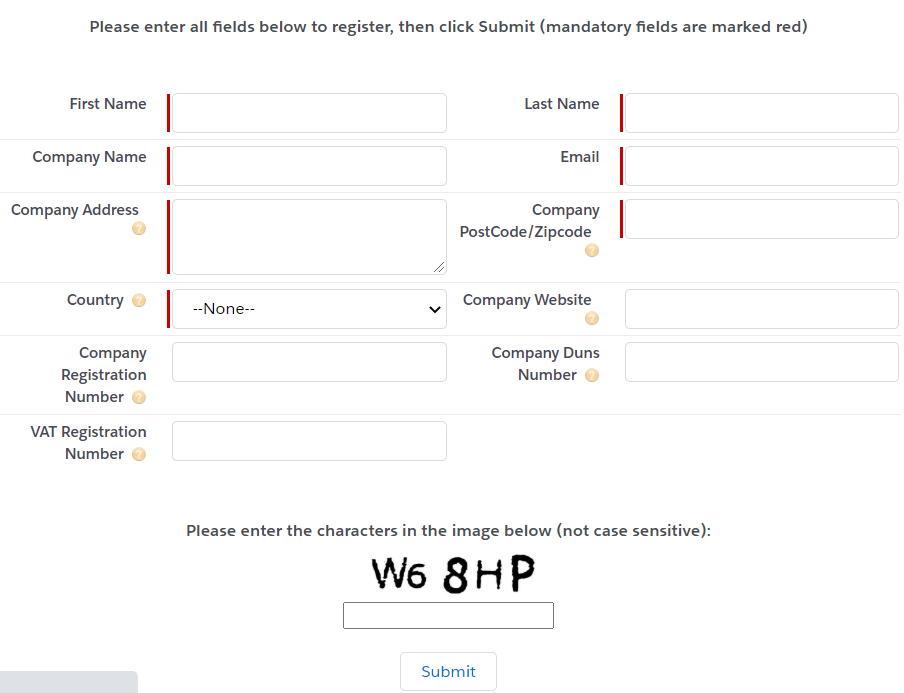 Please enter all fields below to register, then click Submit (mandatory fields are marked red)
First Name
Last Name
Company Name
Email
Company Address
?
Company
PostCode/Zipcode
?
Country ?
--None--
Company Website
?
Company
Registration
Number ?
Company Duns
Number ?
VAT Registration
Number ?
Please enter the characters in the image below (not case sensitive):
W6 8HP
Submit